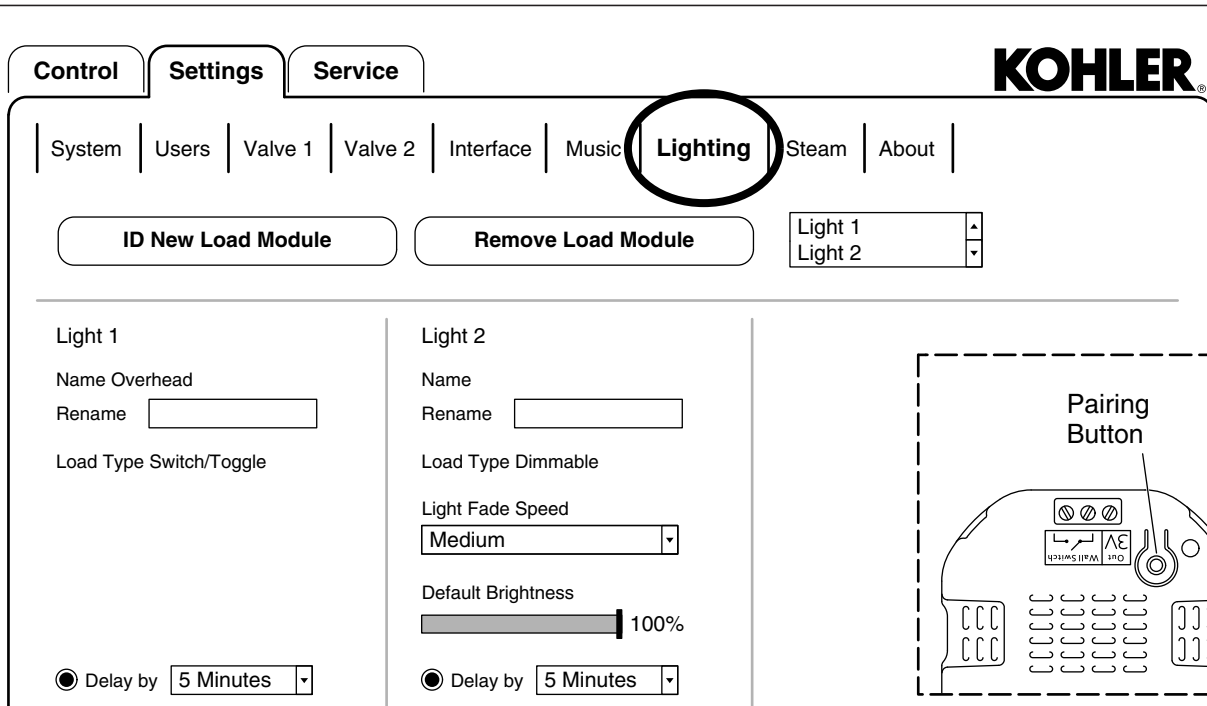 Control Settings Service KOHLER®
System Users Valve 1 Valve 2 Interface Music Lighting Steam About
ID New Load Module Remove Load Module Light 1
Light 2
Light 1
Name Overhead
Rename
Load Type Switch/Toggle
Delay by 5 Minutes
Light 2
Name
Rename
Load Type Dimmable
Light Fade Speed
Medium
Default Brightness
100%
Delay by 5 Minutes
Pairing
Button
Wall Switch
3V
Out